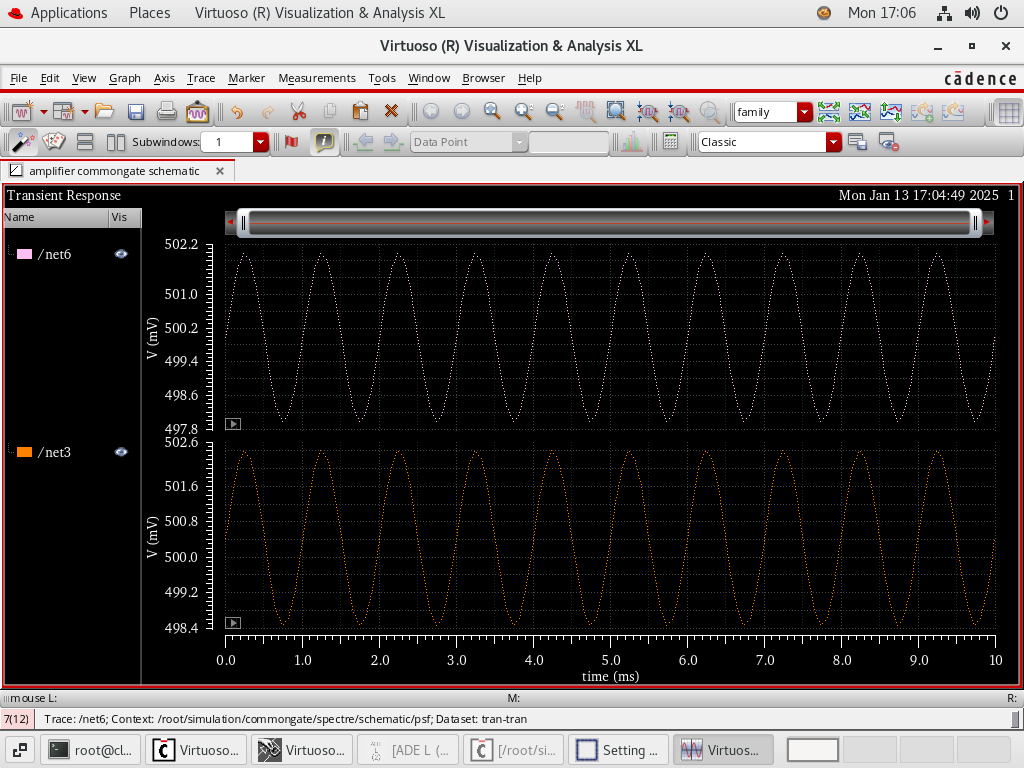 Applications Places Virtuoso (R) Visualization & Analysis XL Mon 17:06
Virtuoso (R) Visualization & Analysis XL
File Edit View Graph Axis Trace Marker Measurements Tools Window Browser Help cādence
family
Subwindows: 1 Data Point Classic
amplifier commongate schematic
Transient Response Mon Jan 13 17:04:49 2025 1
Name Vis
/net6
502.2
501.0
500.2
499.4
498.6
497.8
V (mV)
/net3
502.6
501.6
500.8
500.0
499.2
498.4
V (mV)
0.0 1.0 2.0 3.0 4.0 5.0 6.0 7.0 8.0 9.0 10
time (ms)
mouse L: M: R:
7(12) Trace: /net6; Context: /root/simulation/commongate/spectre/schematic/psf; Dataset: tran-tran
root@cl... Virtuoso... Virtuoso... [ADE L (... [/root/si... Setting ... Virtuos...